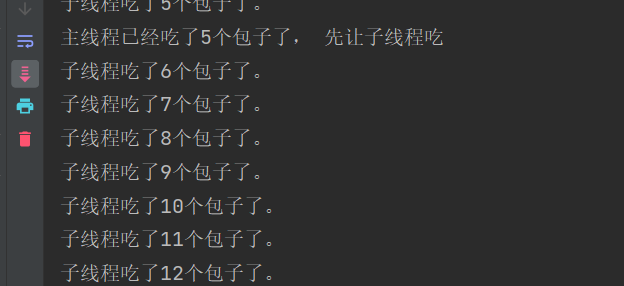 子线程吃了5个包子了。
主线程已经吃了5个包子了， 先让子线程吃
子线程吃了6个包子了。
子线程吃了7个包子了。
子线程吃了8个包子了。
子线程吃了9个包子了。
子线程吃了10个包子了。
子线程吃了11个包子了。
子线程吃了12个包子了。